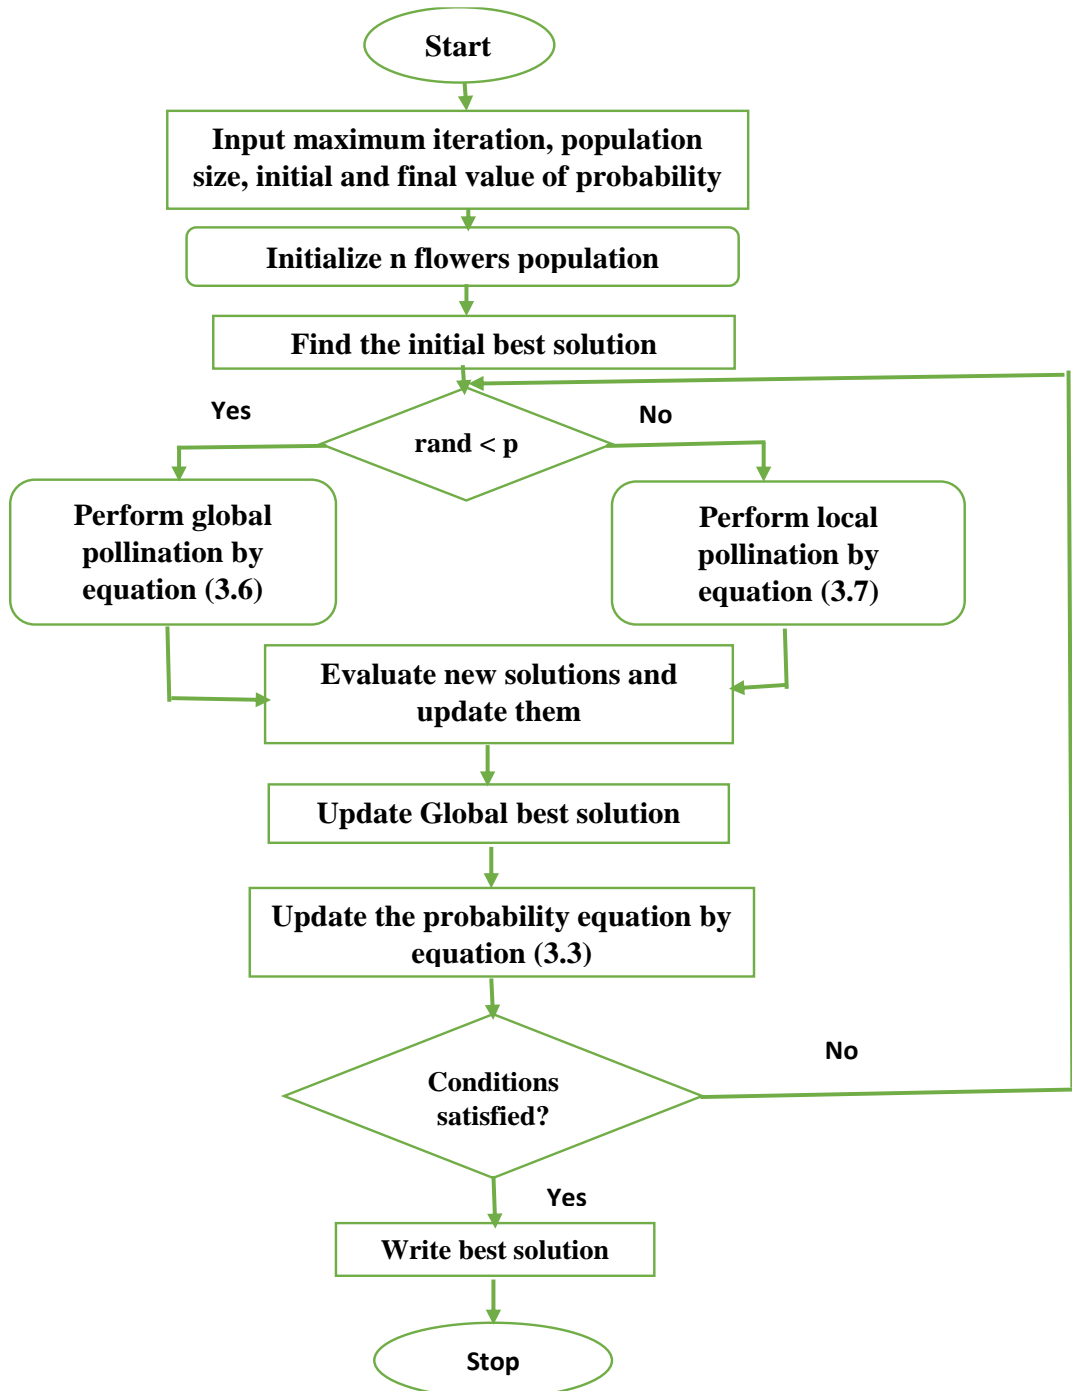 Start
Input maximum iteration, population
size, initial and final value of probability
Initialize n flowers population
Find the initial best solution
Yes
No
rand < p
Perform global
pollination by
equation (3.6)
Perform local
pollination by
equation (3.7)
Evaluate new solutions and
update them
Update Global best solution
Update the probability equation by
equation (3.3)
No
Conditions
satisfied?
Yes
Write best solution
Stop